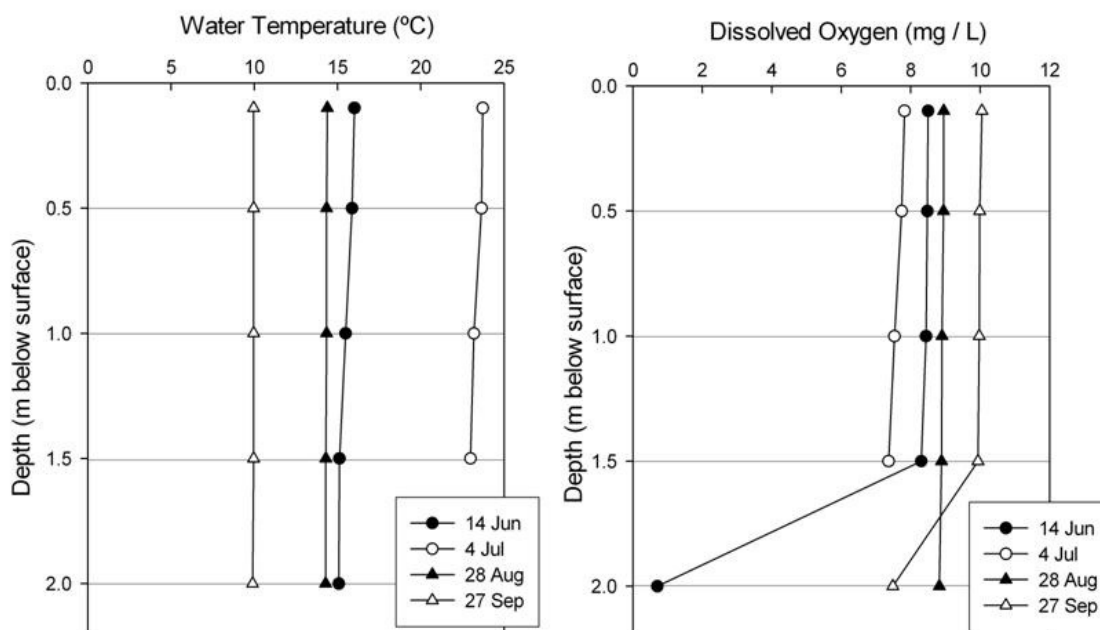 Water Temperature (ºC)
0 5 10 15 20 25
0.0
0.5
1.0
1.5
2.0
Depth (m below surface)
14 Jun
4 Jul
28 Aug
27 Sep
Dissolved Oxygen (mg / L)
0 2 4 6 8 10 12
0.0
0.5
1.0
1.5
2.0
Depth (m below surface)
14 Jun
4 Jul
28 Aug
27 Sep